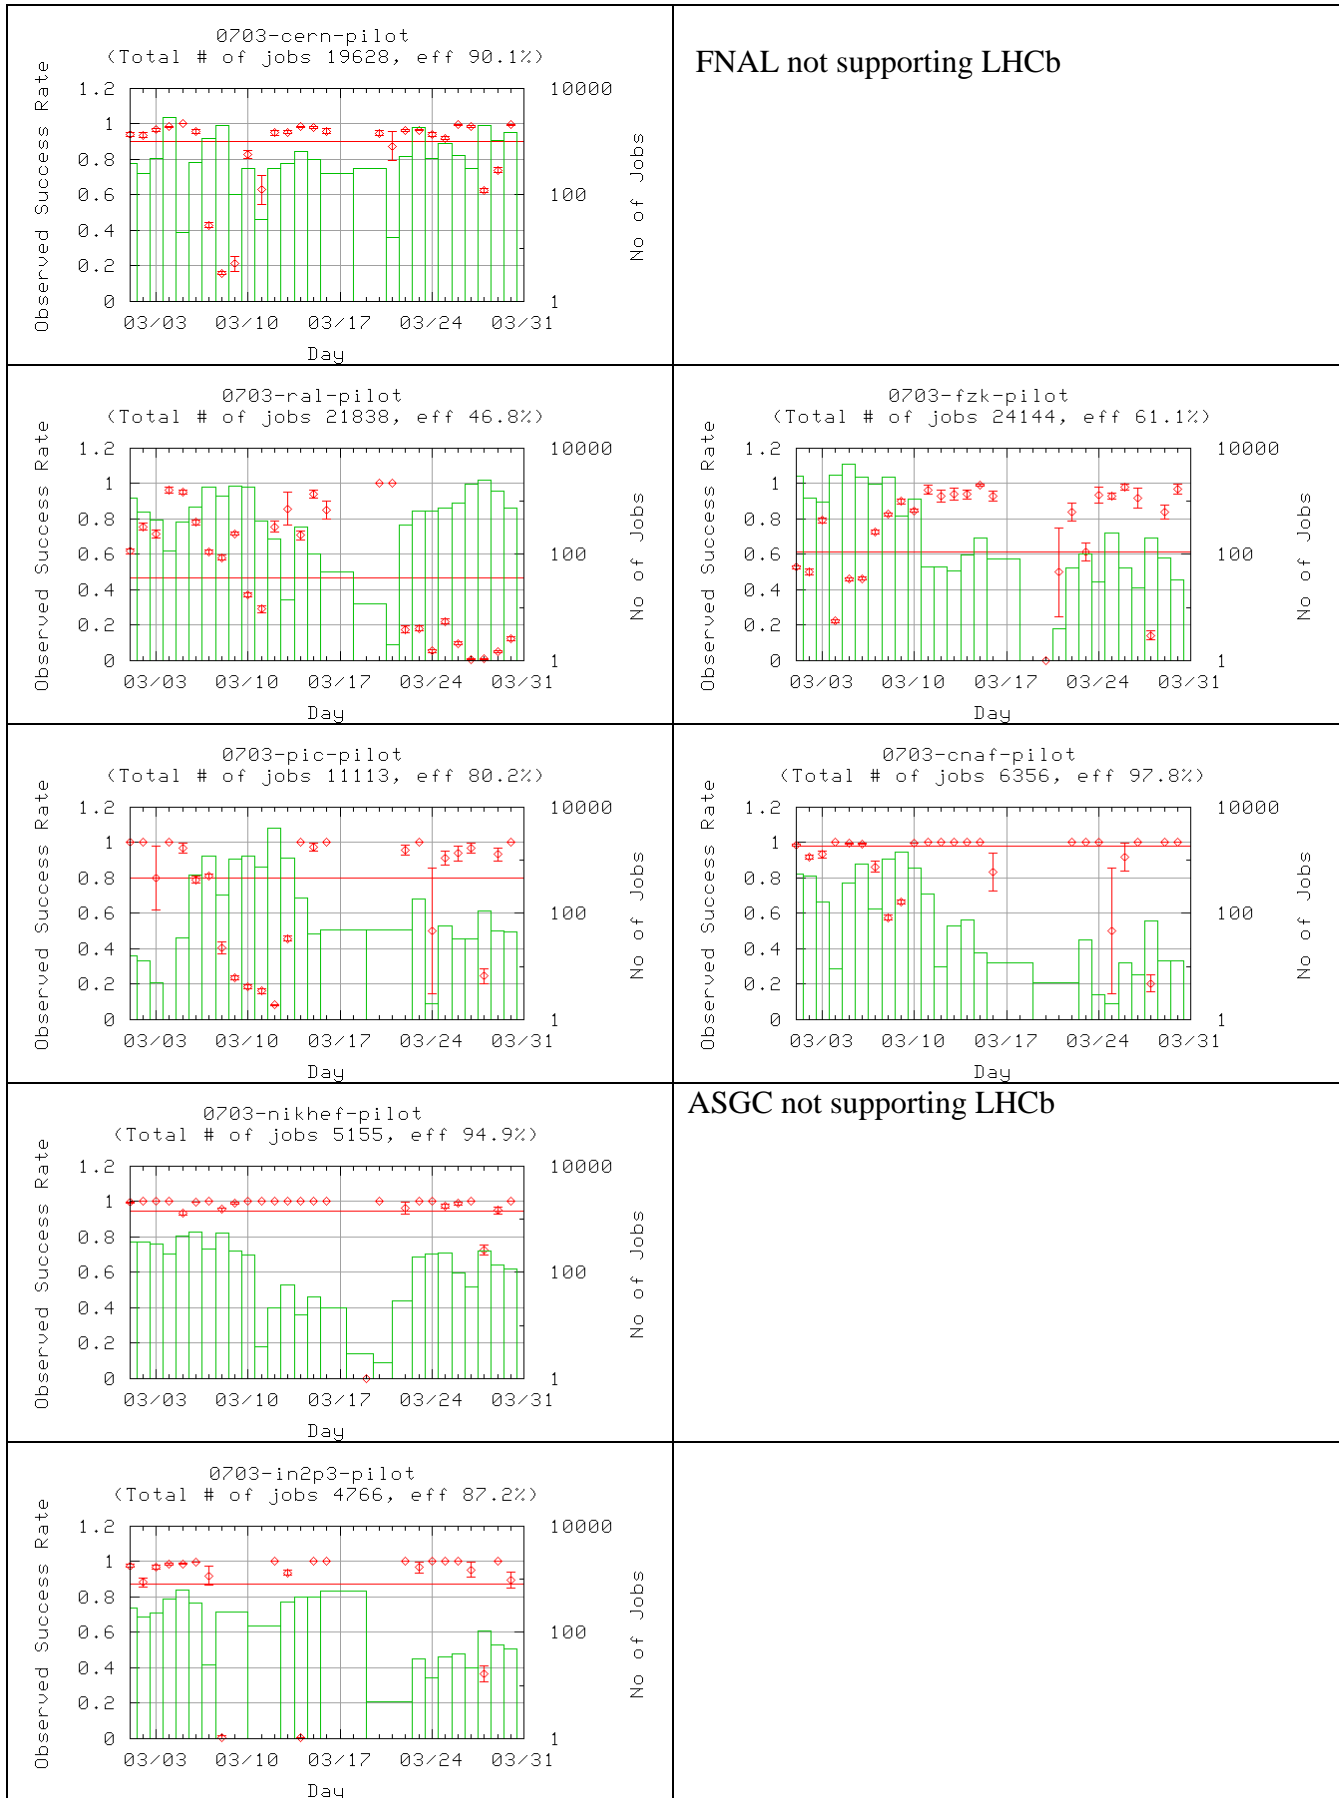 0703-cern-pilot
(Total # of jobs 19628, eff 90.1%)
Observed Success Rate
1.2
1
0.8
0.6
0.4
0.2
0
10000
100
1
No of Jobs
03/03 03/10 03/17 03/24 03/31
Day
FNAL not supporting LHCb
0703-ral-pilot
(Total # of jobs 21838, eff 46.8%)
Observed Success Rate
1.2
1
0.8
0.6
0.4
0.2
0
10000
100
1
No of Jobs
03/03 03/10 03/17 03/24 03/31
Day
0703-fzk-pilot
(Total # of jobs 24144, eff 61.1%)
Observed Success Rate
1.2
1
0.8
0.6
0.4
0.2
0
10000
100
1
No of Jobs
03/03 03/10 03/17 03/24 03/31
Day
0703-pic-pilot
(Total # of jobs 11113, eff 80.2%)
Observed Success Rate
1.2
1
0.8
0.6
0.4
0.2
0
10000
100
1
No of Jobs
03/03 03/10 03/17 03/24 03/31
Day
0703-cnaf-pilot
(Total # of jobs 6356, eff 97.8%)
Observed Success Rate
1.2
1
0.8
0.6
0.4
0.2
0
10000
100
1
No of Jobs
03/03 03/10 03/17 03/24 03/31
Day
0703-nikhef-pilot
(Total # of jobs 5155, eff 94.9%)
Observed Success Rate
1.2
1
0.8
0.6
0.4
0.2
0
10000
100
1
No of Jobs
03/03 03/10 03/17 03/24 03/31
Day
ASGC not supporting LHCb
0703-in2p3-pilot
(Total # of jobs 4766, eff 87.2%)
Observed Success Rate
1.2
1
0.8
0.6
0.4
0.2
0
10000
100
1
No of Jobs
03/03 03/10 03/17 03/24 03/31
Day